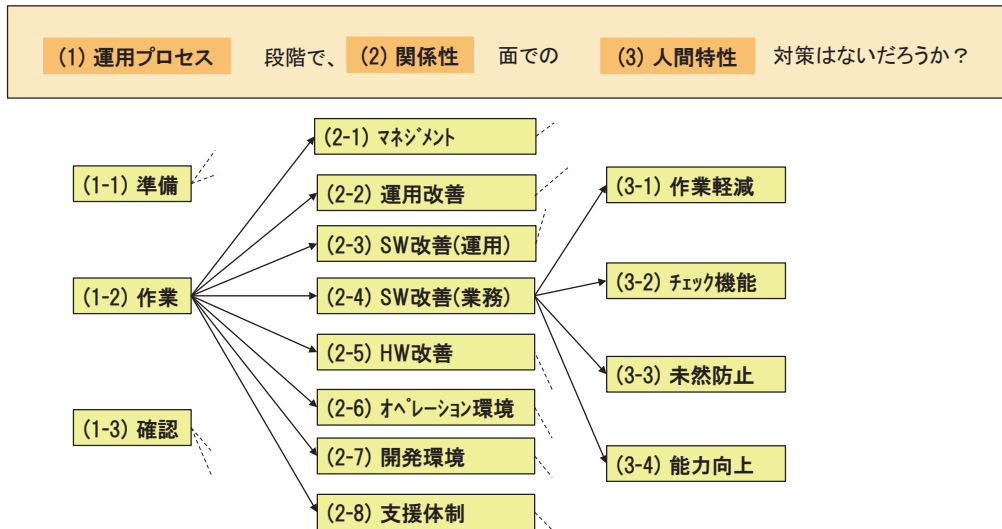 (1) 運用プロセス 段階で、 (2) 関係性 面での (3) 人間特性 対策はないだろうか？
(1-1) 準備
(1-2) 作業
(1-3) 確認
(2-1) ﾏﾈｼﾞﾒﾝﾄ
(2-2) 運用改善
(2-3) SW改善(運用)
(2-4) SW改善(業務)
(2-5) HW改善
(2-6) ｵﾍﾟﾚｰｼｮﾝ環境
(2-7) 開発環境
(2-8) 支援体制
(3-1) 作業軽減
(3-2) ﾁｪｯｸ機能
(3-3) 未然防止
(3-4) 能力向上